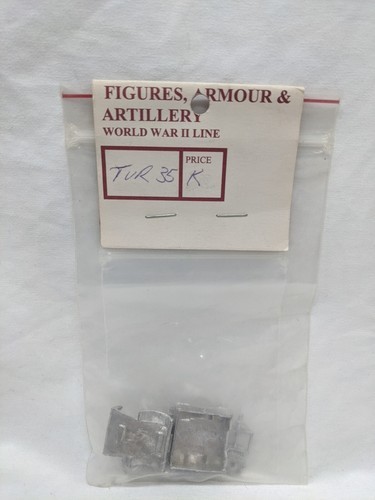 FIGURES, ARMOUR &
ARTILLERY
WORLD WAR II LINE
PRICE
TUR 35 K